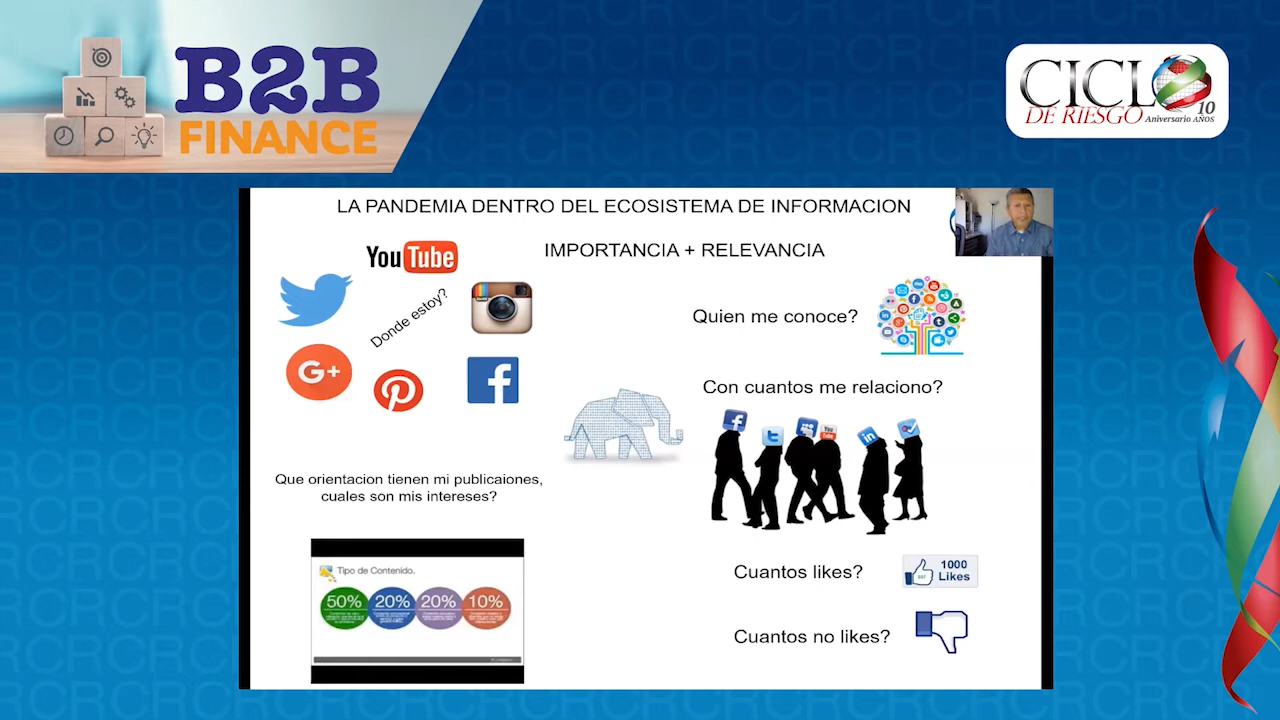 B2B
FINANCE
CICLO
DE RIESGO
10
Aniversario AÑOS
LA PANDEMIA DENTRO DEL ECOSISTEMA DE INFORMACION
IMPORTANCIA + RELEVANCIA
YouTube
Donde estoy?
G+
Quien me conoce?
Con cuantos me relaciono?
Que orientacion tienen mi publicaiones,
cuales son mis intereses?
Tipo de Contenido.
50% 20% 20% 10%
Cuantos likes?
1000
Likes
Cuantos no likes?